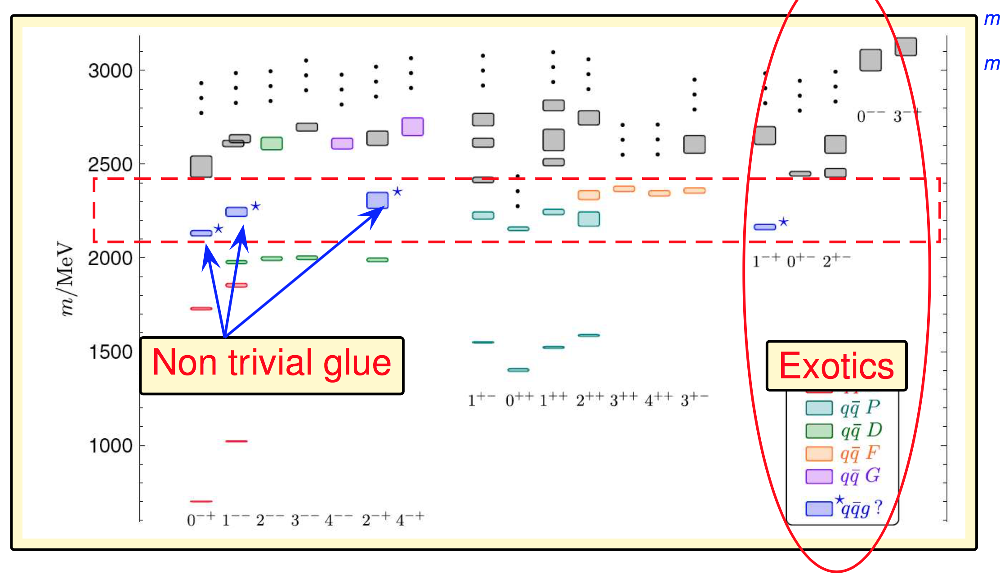 m
m
3000
2500
2000
1500
1000
m/MeV
0⁻⁻ 3⁻⁺
1⁻⁺ 0⁺⁻ 2⁺⁻
Non trivial glue
Exotics
1⁺⁻ 0⁺⁺ 1⁺⁺ 2⁺⁺ 3⁺⁺ 4⁺⁺ 3⁺⁻
qq̄ P
qq̄ D
qq̄ F
qq̄ G
*qq̄g ?
0⁻⁺ 1⁻⁻ 2⁻⁻ 3⁻⁻ 4⁻⁻ 2⁻⁺ 4⁻⁺